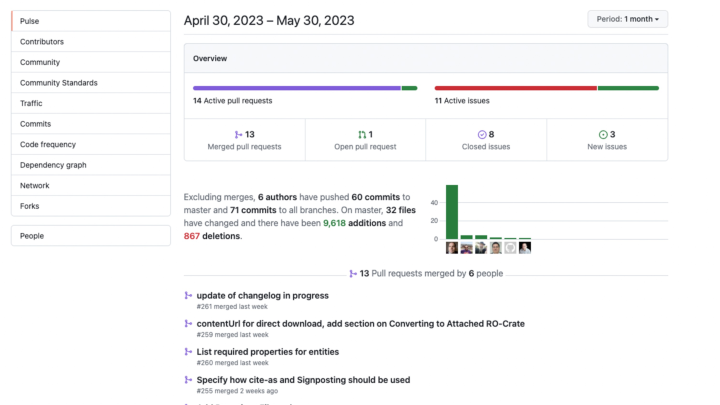 Pulse
Contributors
Community
Community Standards
Traffic
Commits
Code frequency
Dependency graph
Network
Forks
People
April 30, 2023 – May 30, 2023
Period: 1 month
Overview
14 Active pull requests
11 Active issues
13
Merged pull requests
1
Open pull request
8
Closed issues
3
New issues
Excluding merges, 6 authors have pushed 60 commits to
master and 71 commits to all branches. On master, 32 files
have changed and there have been 9,618 additions and
867 deletions.
40
20
0
13 Pull requests merged by 6 people
update of changelog in progress
#261 merged last week
contentUrl for direct download, add section on Converting to Attached RO-Crate
#259 merged last week
List required properties for entities
#260 merged last week
Specify how cite-as and Signposting should be used
#255 merged 2 weeks ago